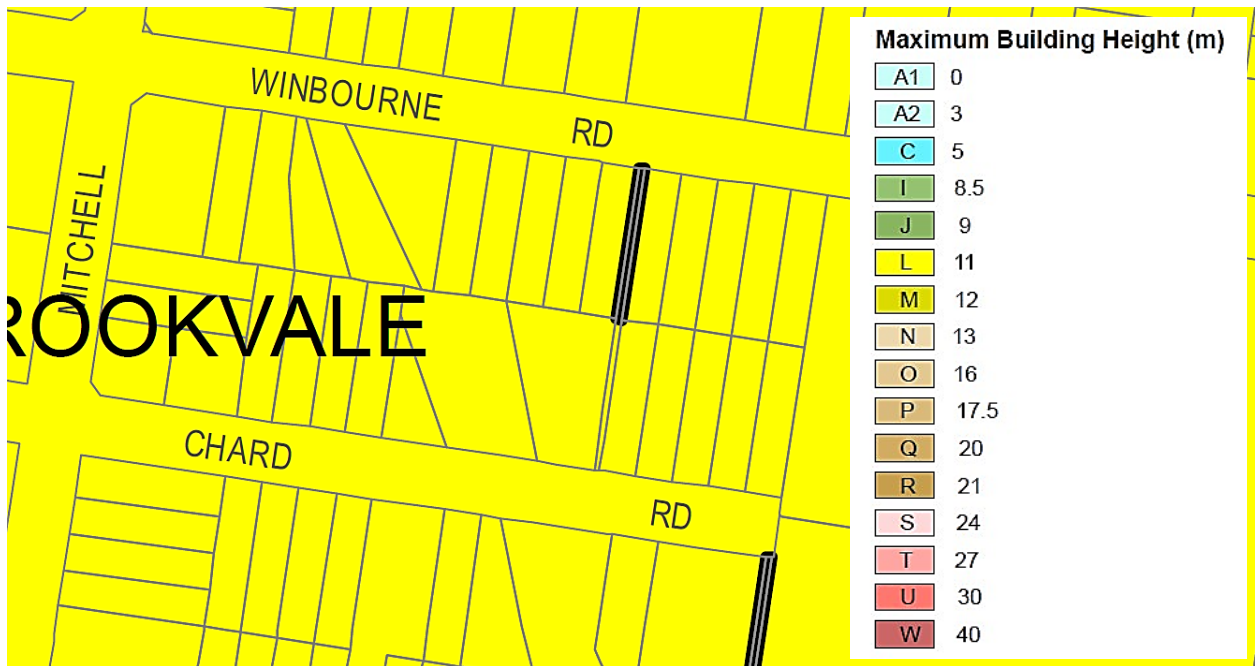 WINBOURNE RD
MITCHELL
ROOKVALE
CHARD RD
Maximum Building Height (m)
A1 0
A2 3
C 5
I 8.5
J 9
L 11
M 12
N 13
O 16
P 17.5
Q 20
R 21
S 24
T 27
U 30
W 40